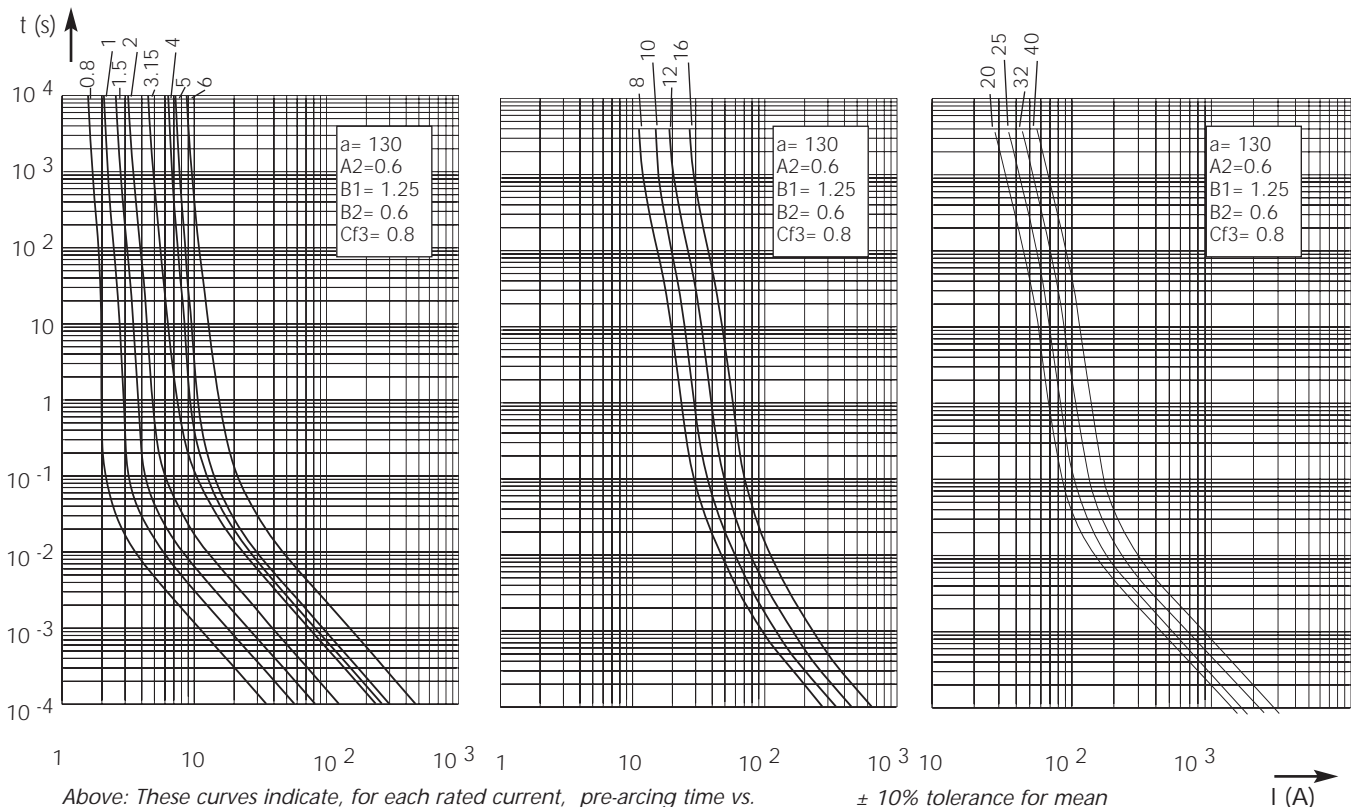 t (s)
0.8 1 1.5 2 3.15 4 5 6
8 10 12 16
20 25 32 40
10 4
10 3
10 2
10
1
10 -1
10 -2
10 -3
10 -4
a= 130
A2=0.6
B1= 1.25
B2= 0.6
Cf3= 0.8
a= 130
A2=0.6
B1= 1.25
B2= 0.6
Cf3= 0.8
a= 130
A2=0.6
B1= 1.25
B2= 0.6
Cf3= 0.8
1 10 10 2 10 3
1 10 10 2 10 3
10 10 2 10 3
I (A)
Above: These curves indicate, for each rated current, pre-arcing time vs.
± 10% tolerance for mean